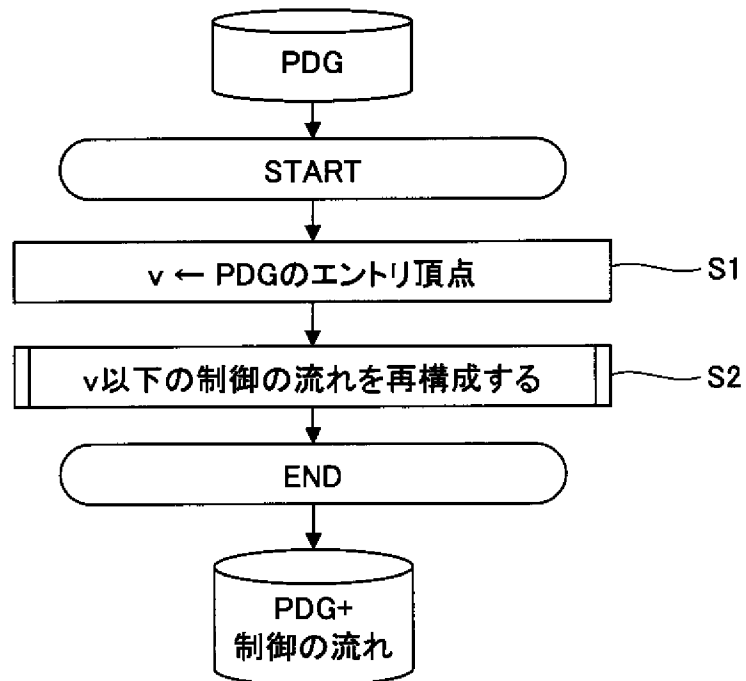 PDG
START
v ← PDGのエントリ頂点
S1
v以下の制御の流れを再構成する
S2
END
PDG+
制御の流れ